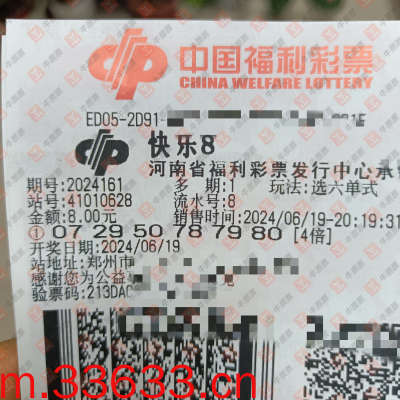 中国福利彩票
CHINA WELFARE LOTTERY
ED05-2D91-
快乐8
河南省福利彩票发行中心承
期号:2024161 多 期:1 玩法:选六单式
站号:41010628 流水号:8
金额:8.00元 销售时间:2024/06/19-20:19:31
① 07 29 50 78 79 80 [4倍]
开奖日期:2024/06/19
站地址:郑州市
感谢您为公益 元
验票码:213DAC
m.33633.cn